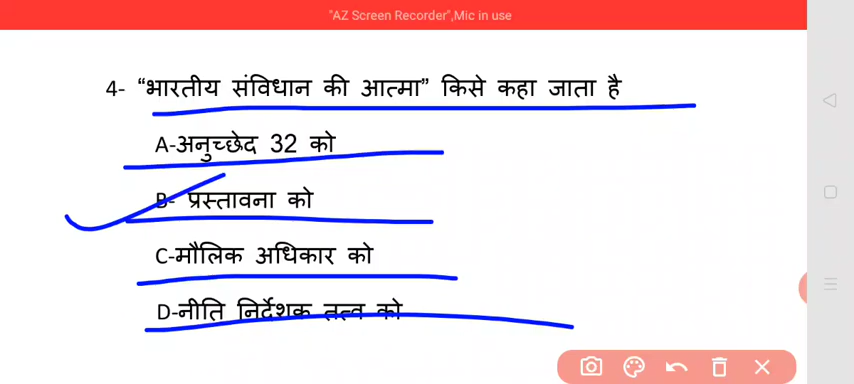 "AZ Screen Recorder",Mic in use
4- “भारतीय संविधान की आत्मा” किसे कहा जाता है
A-अनुच्छेद 32 को
B- प्रस्तावना को
C-मौलिक अधिकार को
D-नीति निर्देशक तत्व को